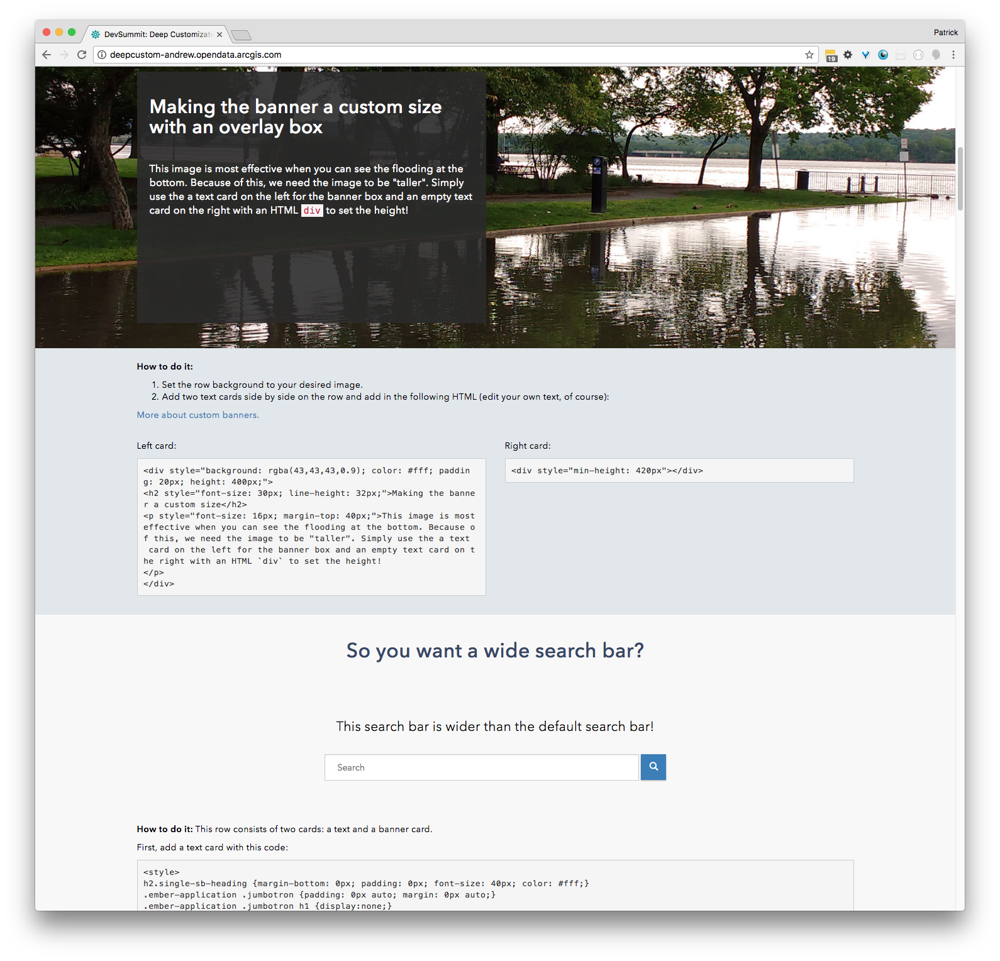 DevSummit: Deep Customizati
Patrick
deepcustom-andrew.opendata.arcgis.com
19
Making the banner a custom size
with an overlay box
This image is most effective when you can see the flooding at the
bottom. Because of this, we need the image to be "taller". Simply
use the a text card on the left for the banner box and an empty text
card on the right with an HTML div to set the height!
P
How to do it:
1. Set the row background to your desired image.
2. Add two text cards side by side on the row and add in the following HTML (edit your own text, of course):
More about custom banners.
Left card:
<div style="background: rgba(43,43,43,0.9); color: #fff; paddin
g: 20px; height: 400px;">
<h2 style="font-size: 30px; line-height: 32px;">Making the banne
r a custom size</h2>
<p style="font-size: 16px; margin-top: 40px;">This image is most
effective when you can see the flooding at the bottom. Because o
f this, we need the image to be "taller". Simply use the a text
card on the left for the banner box and an empty text card on t
he right with an HTML `div` to set the height!
</p>
</div>
Right card:
<div style="min-height: 420px"></div>
So you want a wide search bar?
This search bar is wider than the default search bar!
Search
How to do it: This row consists of two cards: a text and a banner card.
First, add a text card with this code:
<style>
h2.single-sb-heading {margin-bottom: 0px; padding: 0px; font-size: 40px; color: #fff;}
.ember-application .jumbotron {padding: 0px auto; margin: 0px auto;}
.ember-application .jumbotron h1 {display:none;}